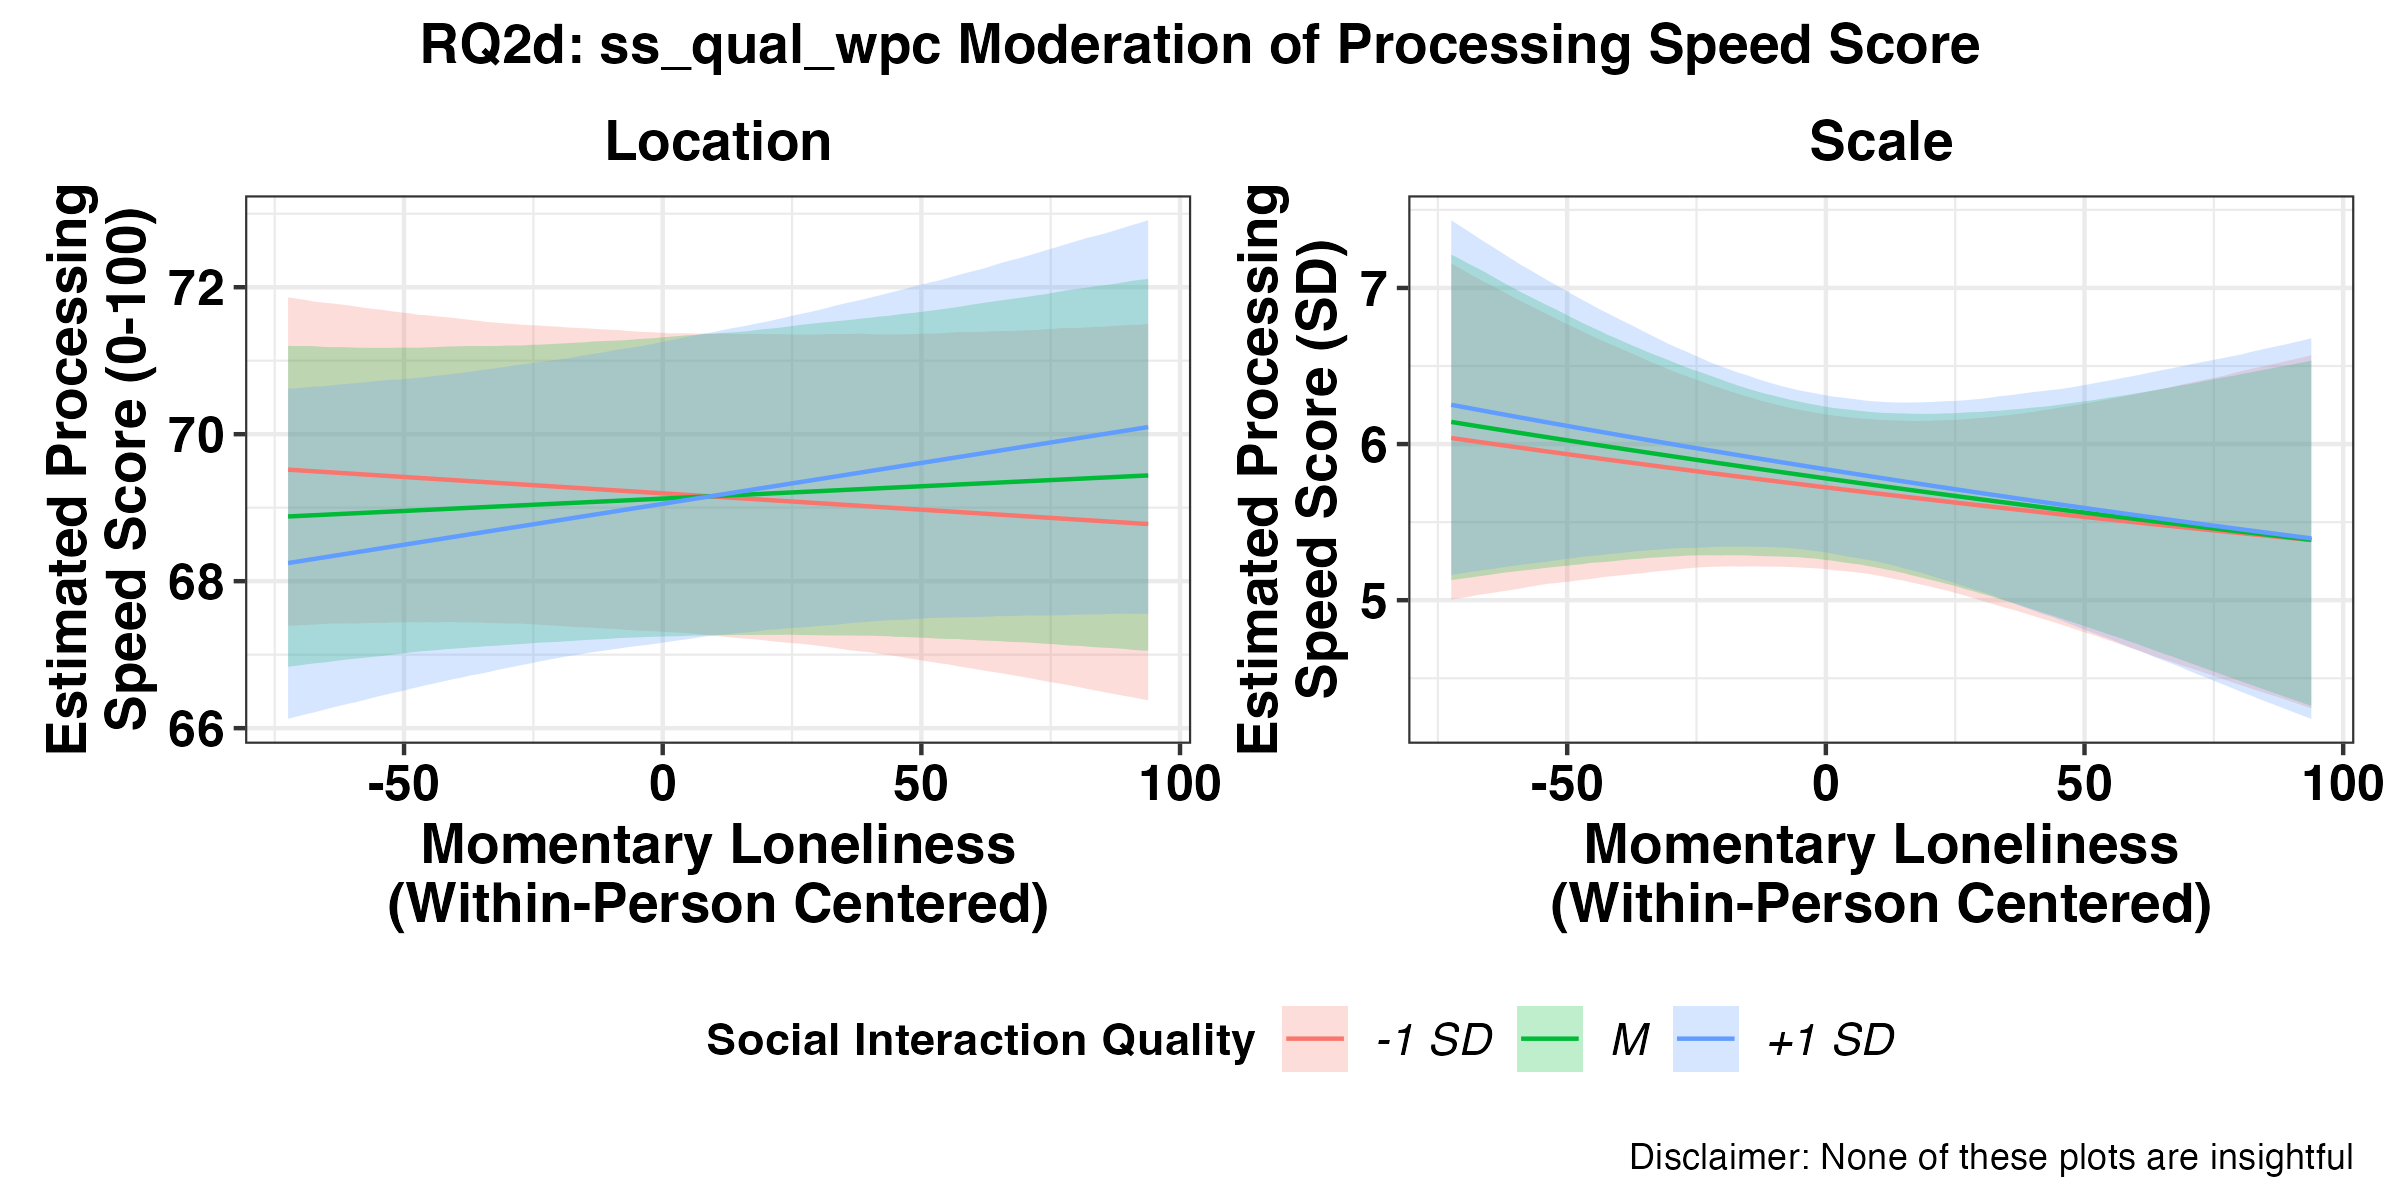 RQ2d: ss_qual_wpc Moderation of Processing Speed Score
Location
Estimated Processing
Speed Score (0-100)
72
70
68
66
-50 0 50 100
Momentary Loneliness
(Within-Person Centered)
Scale
Estimated Processing
Speed Score (SD)
7
6
5
-50 0 50 100
Momentary Loneliness
(Within-Person Centered)
Social Interaction Quality -1 SD M +1 SD
Disclaimer: None of these plots are insightful